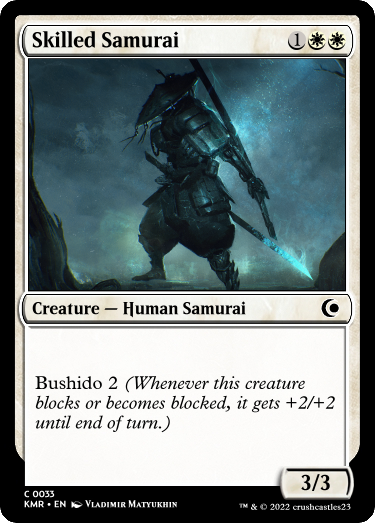 Skilled Samurai 1
Creature — Human Samurai
Bushido 2 (Whenever this creature
blocks or becomes blocked, it gets +2/+2
until end of turn.)
3/3
C 0033
KMR • EN Vladimir Matyukhin
™ & © 2022 crushcastles23